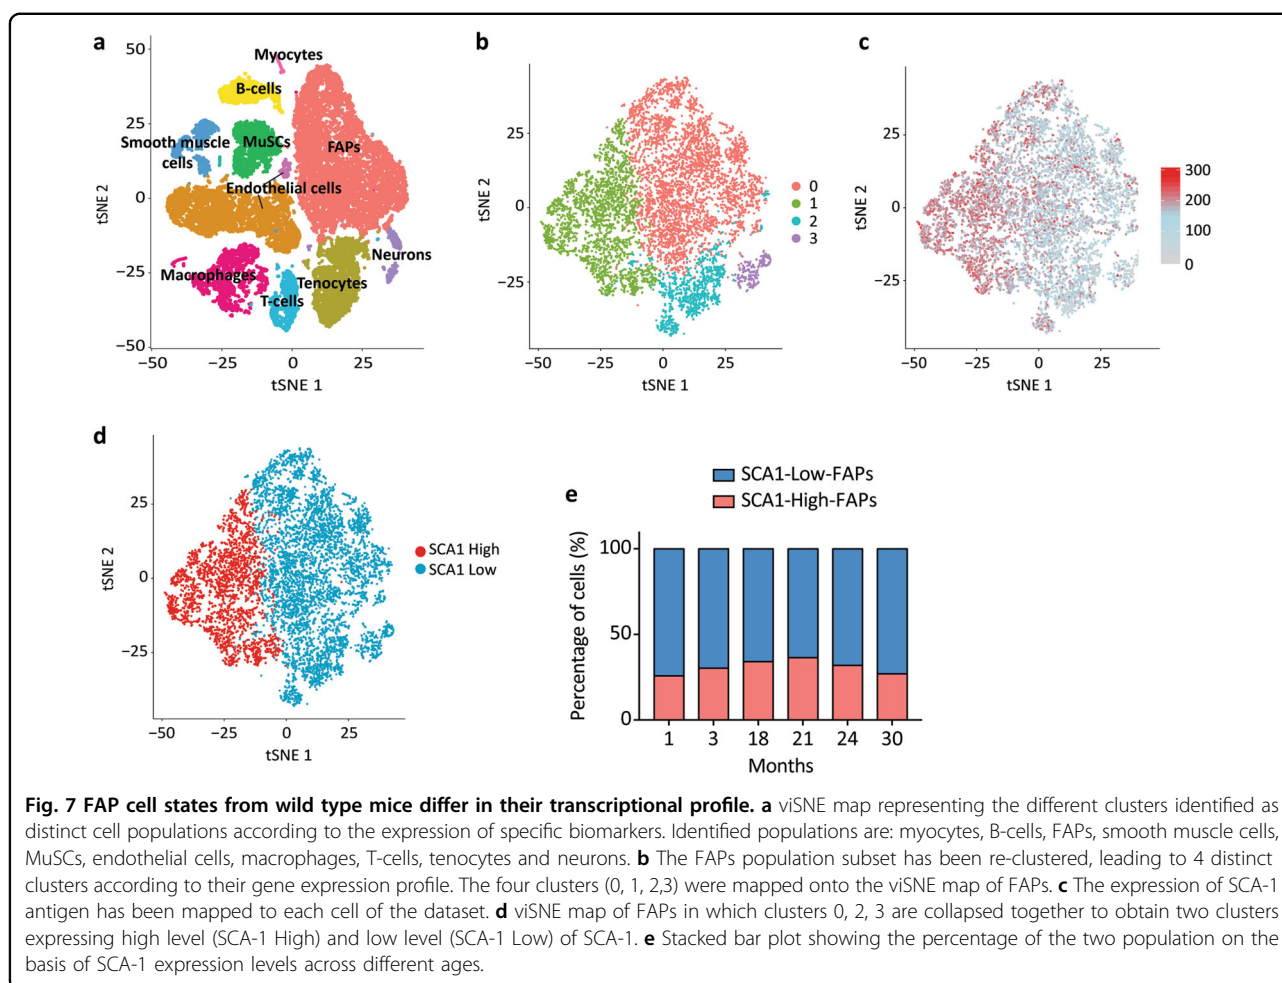 a
50
25
0
−25
−50
tSNE 2
−50
−25
0
25
tSNE 1
Myocytes
B-cells
Smooth muscle
cells
MuSCs
FAPs
Endothelial cells
Neurons
Macrophages
T-cells
Tenocytes
b
25
0
−25
tSNE 2
−50
−25
0
25
tSNE 1
0
1
2
3
c
25
0
−25
tSNE 2
−50
−25
0
25
tSNE 1
300
200
100
0
d
25
0
−25
tSNE 2
−50
−25
0
25
tSNE 1
SCA1 High
SCA1 Low
e
SCA1-Low-FAPs
SCA1-High-FAPs
Percentage of cells (%)
100
50
0
1
3
18
21
24
30
Months
Fig. 7 FAP cell states from wild type mice differ in their transcriptional profile. a viSNE map representing the different clusters identified as
distinct cell populations according to the expression of specific biomarkers. Identified populations are: myocytes, B-cells, FAPs, smooth muscle cells,
MuSCs, endothelial cells, macrophages, T-cells, tenocytes and neurons. b The FAPs population subset has been re-clustered, leading to 4 distinct
clusters according to their gene expression profile. The four clusters (0, 1, 2,3) were mapped onto the viSNE map of FAPs. c The expression of SCA-1
antigen has been mapped to each cell of the dataset. d viSNE map of FAPs in which clusters 0, 2, 3 are collapsed together to obtain two clusters
expressing high level (SCA-1 High) and low level (SCA-1 Low) of SCA-1. e Stacked bar plot showing the percentage of the two population on the
basis of SCA-1 expression levels across different ages.